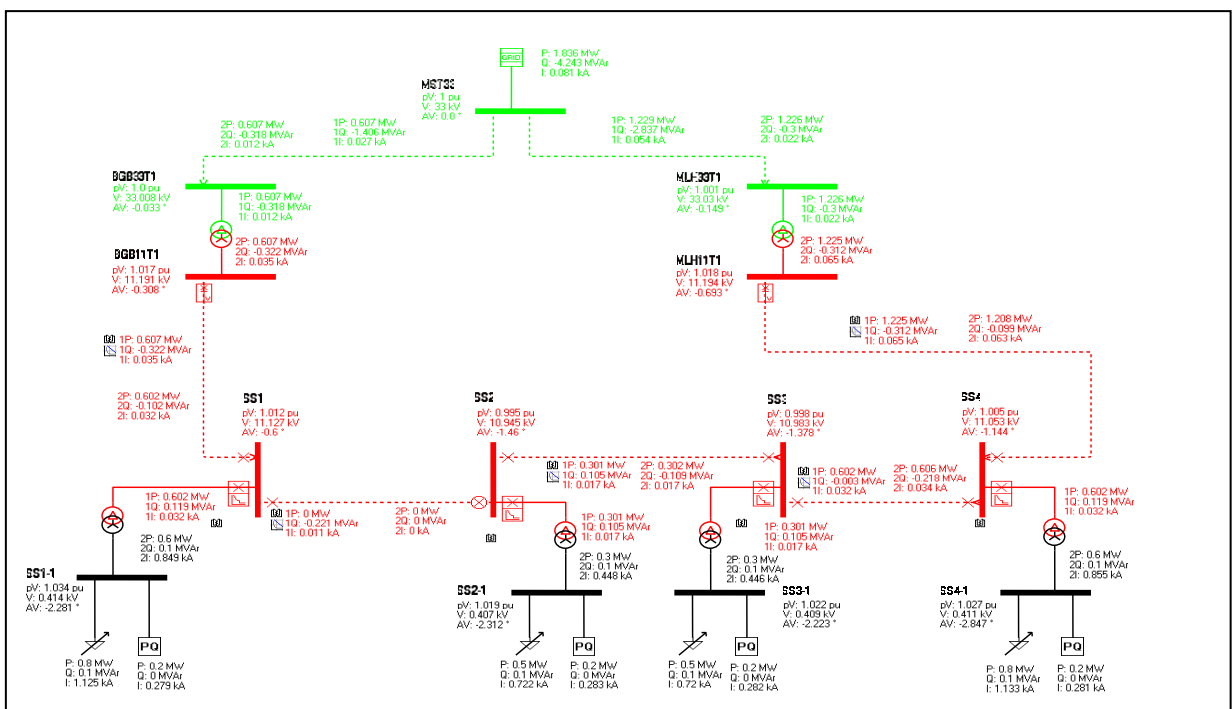 GRID
P: 1.836 MW
Q: -4.243 MVAr
I: 0.081 kA
MST33
pV: 1 pu
V: 33 kV
AV: 0.0 °
2P: 0.607 MW
2Q: -0.318 MVAr
2I: 0.012 kA
1P: 0.607 MW
1Q: -1.406 MVAr
1I: 0.027 kA
1P: 1.229 MW
1Q: -2.837 MVAr
1I: 0.054 kA
2P: 1.226 MW
2Q: -0.3 MVAr
2I: 0.022 kA
BGB33T1
pV: 1.0 pu
V: 33.008 kV
AV: -0.033 °
1P: 0.607 MW
1Q: -0.318 MVAr
1I: 0.012 kA
MLH33T1
pV: 1.001 pu
V: 33.03 kV
AV: -0.149 °
1P: 1.226 MW
1Q: -0.3 MVAr
1I: 0.022 kA
2P: 0.607 MW
2Q: -0.322 MVAr
2I: 0.035 kA
BGB11T1
pV: 1.017 pu
V: 11.191 kV
AV: -0.308 °
2P: 1.225 MW
2Q: -0.312 MVAr
2I: 0.065 kA
MLH11T1
pV: 1.018 pu
V: 11.194 kV
AV: -0.693 °
1P: 0.607 MW
1Q: -0.322 MVAr
1I: 0.035 kA
1P: 1.225 MW
1Q: -0.312 MVAr
1I: 0.065 kA
2P: 1.208 MW
2Q: -0.099 MVAr
2I: 0.063 kA
2P: 0.602 MW
2Q: -0.102 MVAr
2I: 0.032 kA
SS1
pV: 1.012 pu
V: 11.127 kV
AV: -0.6 °
SS2
pV: 0.995 pu
V: 10.945 kV
AV: -1.46 °
SS3
pV: 0.998 pu
V: 10.983 kV
AV: -1.378 °
SS4
pV: 1.005 pu
V: 11.053 kV
AV: -1.144 °
1P: 0.301 MW
1Q: 0.105 MVAr
1I: 0.017 kA
2P: 0.302 MW
2Q: -0.109 MVAr
2I: 0.017 kA
1P: 0.602 MW
1Q: -0.003 MVAr
1I: 0.032 kA
2P: 0.606 MW
2Q: -0.218 MVAr
2I: 0.034 kA
1P: 0.602 MW
1Q: 0.119 MVAr
1I: 0.032 kA
1P: 0 MW
1Q: -0.221 MVAr
1I: 0.011 kA
2P: 0 MW
2Q: 0 MVAr
2I: 0 kA
1P: 0.301 MW
1Q: 0.105 MVAr
1I: 0.017 kA
1P: 0.301 MW
1Q: 0.105 MVAr
1I: 0.017 kA
1P: 0.602 MW
1Q: 0.119 MVAr
1I: 0.032 kA
2P: 0.6 MW
2Q: 0.1 MVAr
2I: 0.849 kA
2P: 0.3 MW
2Q: 0.1 MVAr
2I: 0.448 kA
2P: 0.3 MW
2Q: 0.1 MVAr
2I: 0.446 kA
2P: 0.6 MW
2Q: 0.1 MVAr
2I: 0.855 kA
SS1-1
pV: 1.034 pu
V: 0.414 kV
AV: -2.281 °
SS2-1
pV: 1.019 pu
V: 0.407 kV
AV: -2.312 °
SS3-1
pV: 1.022 pu
V: 0.409 kV
AV: -2.223 °
SS4-1
pV: 1.027 pu
V: 0.411 kV
AV: -2.847 °
PQ
PQ
PQ
PQ
P: 0.8 MW
Q: 0.1 MVAr
I: 1.125 kA
P: 0.2 MW
Q: 0 MVAr
I: 0.279 kA
P: 0.5 MW
Q: 0.1 MVAr
I: 0.722 kA
P: 0.2 MW
Q: 0 MVAr
I: 0.283 kA
P: 0.5 MW
Q: 0.1 MVAr
I: 0.72 kA
P: 0.2 MW
Q: 0 MVAr
I: 0.282 kA
P: 0.8 MW
Q: 0.1 MVAr
I: 1.133 kA
P: 0.2 MW
Q: 0 MVAr
I: 0.281 kA